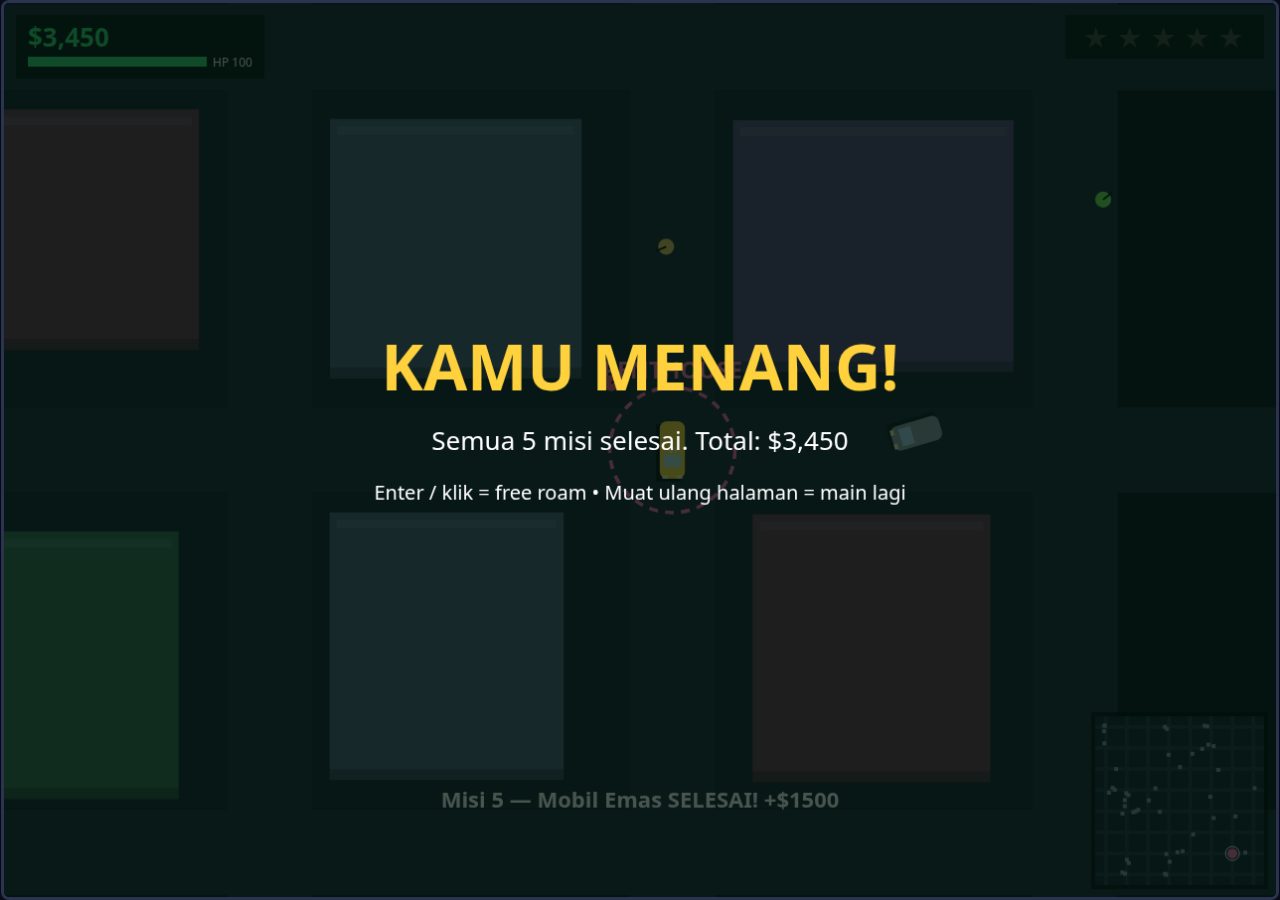 $3,450
HP 100
KAMU MENANG!
Semua 5 misi selesai. Total: $3,450
Enter / klik = free roam • Muat ulang halaman = main lagi
Misi 5 — Mobil Emas SELESAI! +$1500